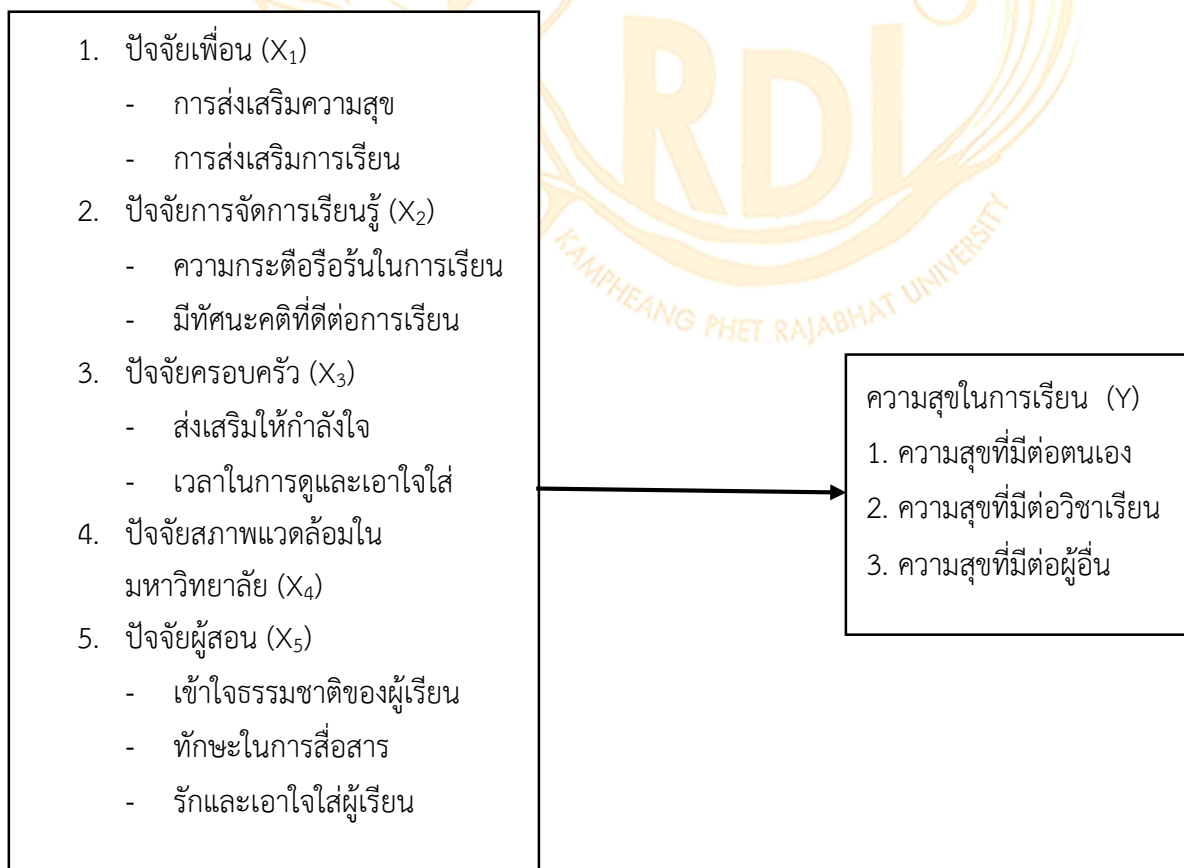 RDI
KAMPHEANG PHET RAJABHAT UNIVERSITY
1. ปัจจัยเพื่อน (X₁)
- การส่งเสริมความสุข
- การส่งเสริมการเรียน
2. ปัจจัยการจัดการเรียนรู้ (X₂)
- ความกระตือรือร้นในการเรียน
- มีทัศนะคติที่ดีต่อการเรียน
3. ปัจจัยครอบครัว (X₃)
- ส่งเสริมให้กำลังใจ
- เวลาในการดูและเอาใจใส่
4. ปัจจัยสภาพแวดล้อมใน
มหาวิทยาลัย (X₄)
5. ปัจจัยผู้สอน (X₅)
- เข้าใจธรรมชาติของผู้เรียน
- ทักษะในการสื่อสาร
- รักและเอาใจใส่ผู้เรียน
ความสุขในการเรียน (Y)
1. ความสุขที่มีต่อตนเอง
2. ความสุขที่มีต่อวิชาเรียน
3. ความสุขที่มีต่อผู้อื่น